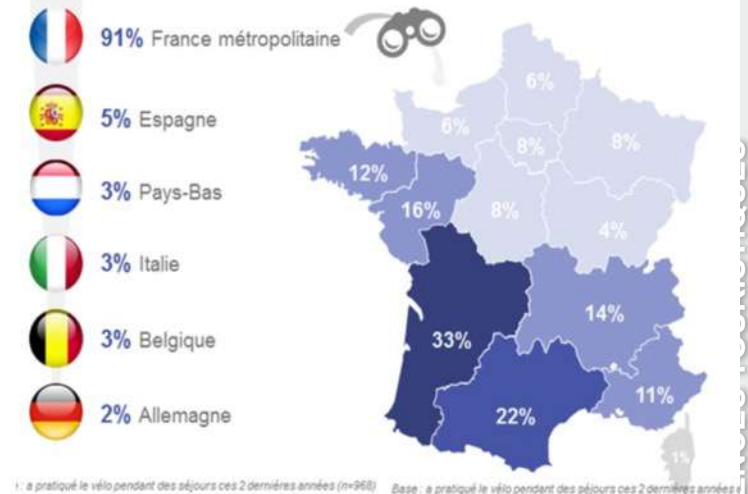 91% France métropolitaine
5% Espagne
3% Pays-Bas
3% Italie
3% Belgique
2% Allemagne
6%
6%
8%
8%
12%
16%
8%
4%
33%
14%
22%
11%
1%
: a pratiqué le vélo pendant des séjours ces 2 dernières années (n=968)
Base : a pratiqué le vélo pendant des séjours ces 2 dernières années